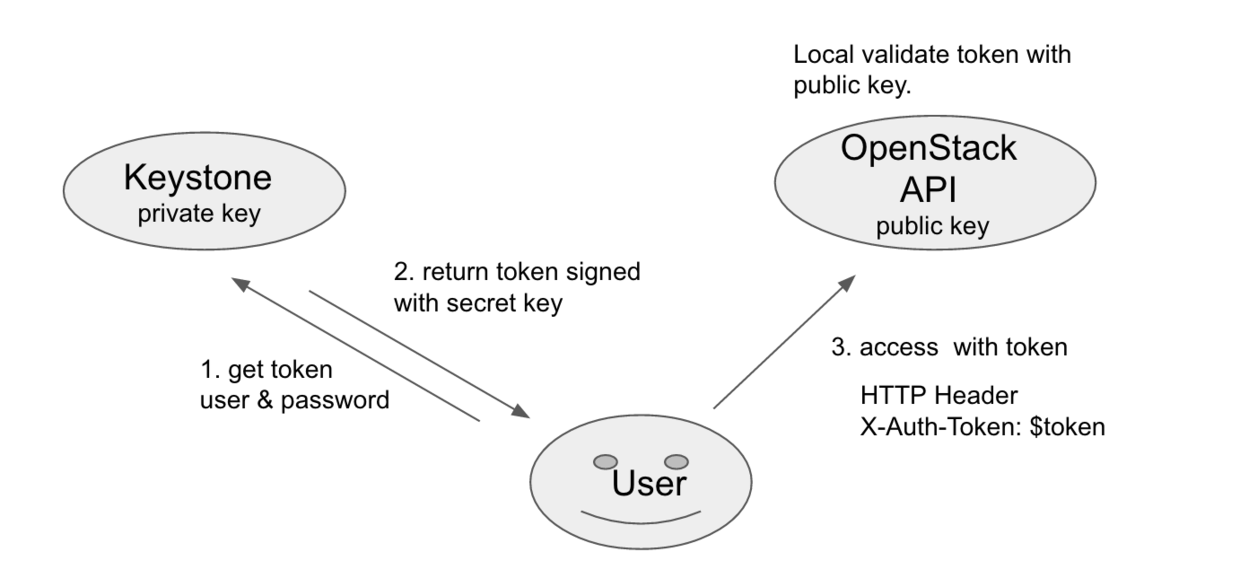 Local validate token with
public key.
Keystone
private key
OpenStack
API
public key
2. return token signed
with secret key
1. get token
user & password
3. access  with token
HTTP Header
X-Auth-Token: $token
User